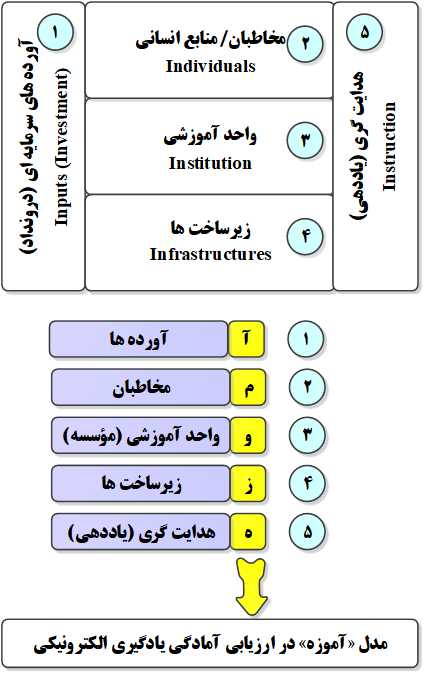 ۱
آورده های سرمایه ای (درونداد)
Inputs (Investment)
۲
مخاطبان/ منابع انسانی
Individuals
۳
واحد آموزشی
Institution
۴
زیرساخت ها
Infrastructures
۵
هدایت گری (یاددهی)
Instruction
۱ آ آورده ها
۲ م مخاطبان
۳ و واحد آموزشی (مؤسسه)
۴ ز زیرساخت ها
۵ ه هدایت گری (یاددهی)
مدل «آموزه» در ارزیابی آمادگی یادگیری الکترونیکی